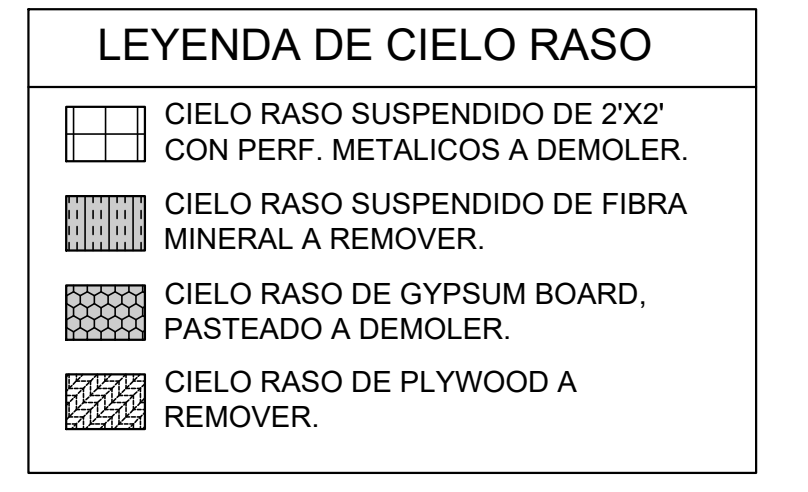 LEYENDA DE CIELO RASO
CIELO RASO SUSPENDIDO DE 2'X2'
CON PERF. METALICOS A DEMOLER.
CIELO RASO SUSPENDIDO DE FIBRA
MINERAL A REMOVER.
CIELO RASO DE GYPSUM BOARD,
PASTEADO A DEMOLER.
CIELO RASO DE PLYWOOD A
REMOVER.